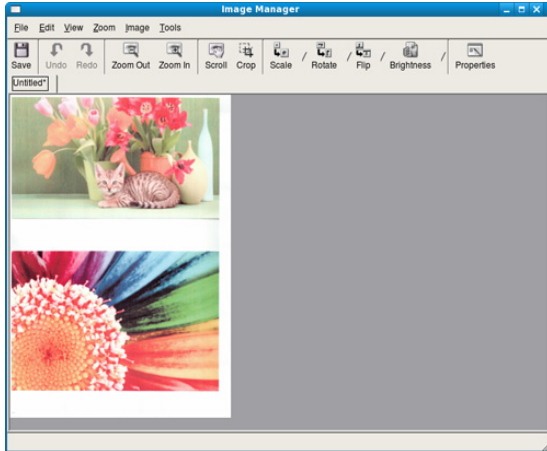 Image Manager
File Edit View Zoom Image Tools
Save Undo Redo Zoom Out Zoom In Scroll Crop Scale / Rotate / Flip / Brightness / Properties
Untitled*